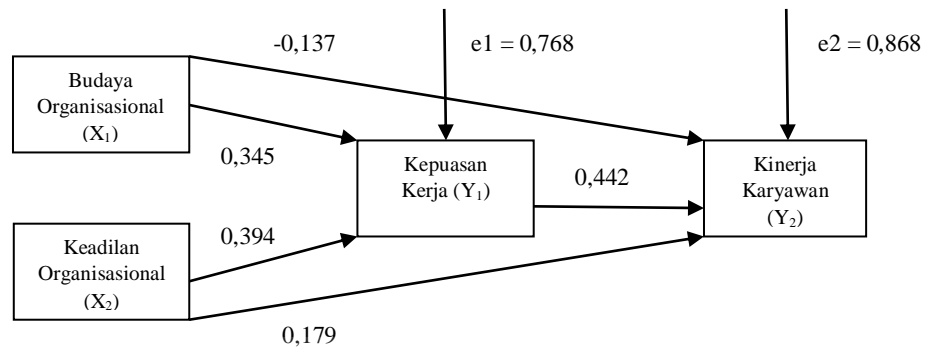 -0,137
e1 = 0,768
e2 = 0,868
Budaya
Organisasional
(X1)
0,345
Kepuasan
Kerja (Y1)
0,442
Kinerja
Karyawan
(Y2)
Keadilan
Organisasional
(X2)
0,394
0,179